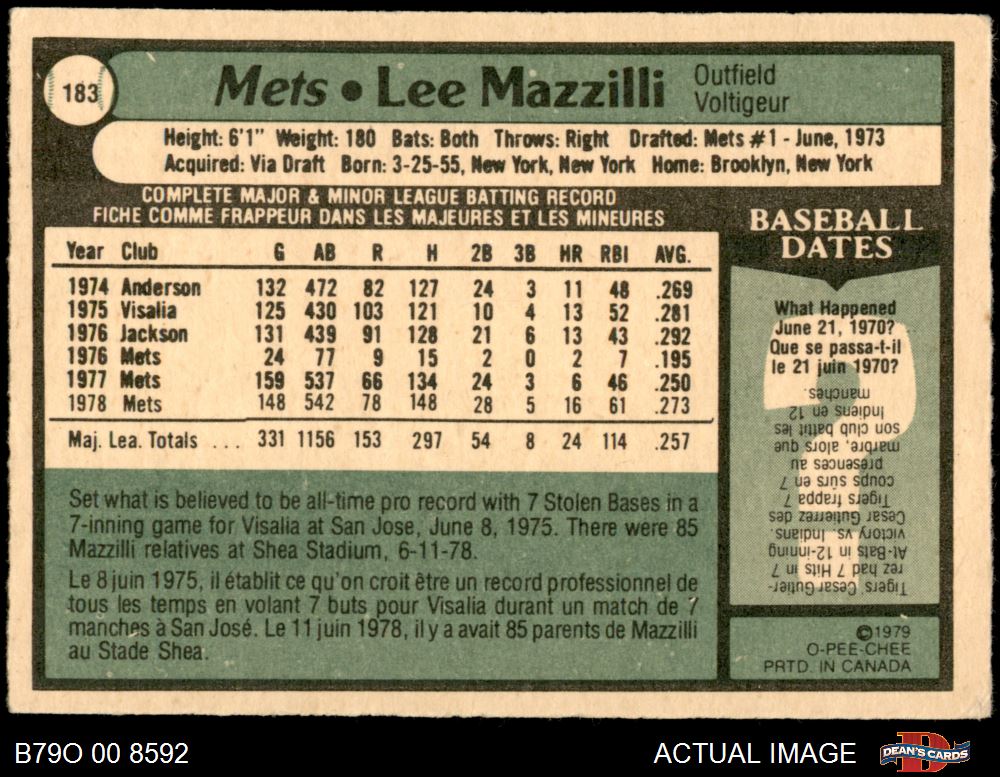 183
Mets • Lee Mazzilli
Outfield
Voltigeur
Height: 6'1" Weight: 180 Bats: Both Throws: Right Drafted: Mets #1 - June, 1973
Acquired: Via Draft Born: 3-25-55, New York, New York Home: Brooklyn, New York
COMPLETE MAJOR & MINOR LEAGUE BATTING RECORD
FICHE COMME FRAPPEUR DANS LES MAJEURES ET LES MINEURES
Year Club G AB R H 2B 3B HR RBI AVG.
1974 Anderson 132 472 82 127 24 3 11 48 .269
1975 Visalia 125 430 103 121 10 4 13 52 .281
1976 Jackson 131 439 91 128 21 6 13 43 .292
1976 Mets 24 77 9 15 2 0 2 7 .195
1977 Mets 159 537 66 134 24 3 6 46 .250
1978 Mets 148 542 78 148 28 5 16 61 .273
Maj. Lea. Totals ... 331 1156 153 297 54 8 24 114 .257
Set what is believed to be all-time pro record with 7 Stolen Bases in a
7-inning game for Visalia at San Jose, June 8, 1975. There were 85
Mazzilli relatives at Shea Stadium, 6-11-78.
Le 8 juin 1975, il établit ce qu'on croit être un record professionnel de
tous les temps en volant 7 buts pour Visalia durant un match de 7
manches à San José. Le 11 juin 1978, il y a avait 85 parents de Mazzilli
au Stade Shea.
BASEBALL
DATES
What Happened
June 21, 1970?
Que se passa-t-il
le 21 juin 1970?
Tigers' Cesar Gutier-
rez had 7 Hits in 7
At-Bats in 12-inning
victory vs. Indians.
Cesar Gutierrez des
Tigers frappa 7
coups sûrs en 7
présences au
marbre, alors que
son club battit les
Indiens en 12
manches.
©1979
O-PEE-CHEE
PRTD. IN CANADA
B79O 00 8592
ACTUAL IMAGE
D
DEAN'S CARDS